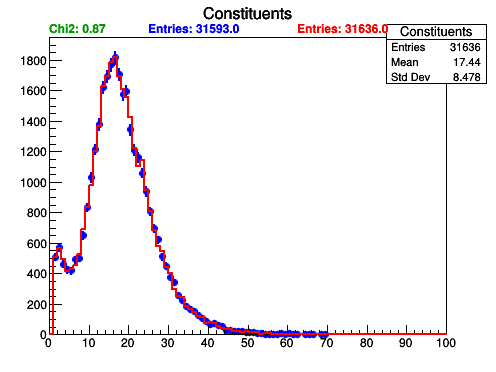 Constituents
Chi2: 0.87 Entries: 31593.0 Entries: 31636.0
Constituents
Entries 31636
Mean 17.44
Std Dev 8.478
1800
1600
1400
1200
1000
800
600
400
200
0
0 10 20 30 40 50 60 70 80 90 100